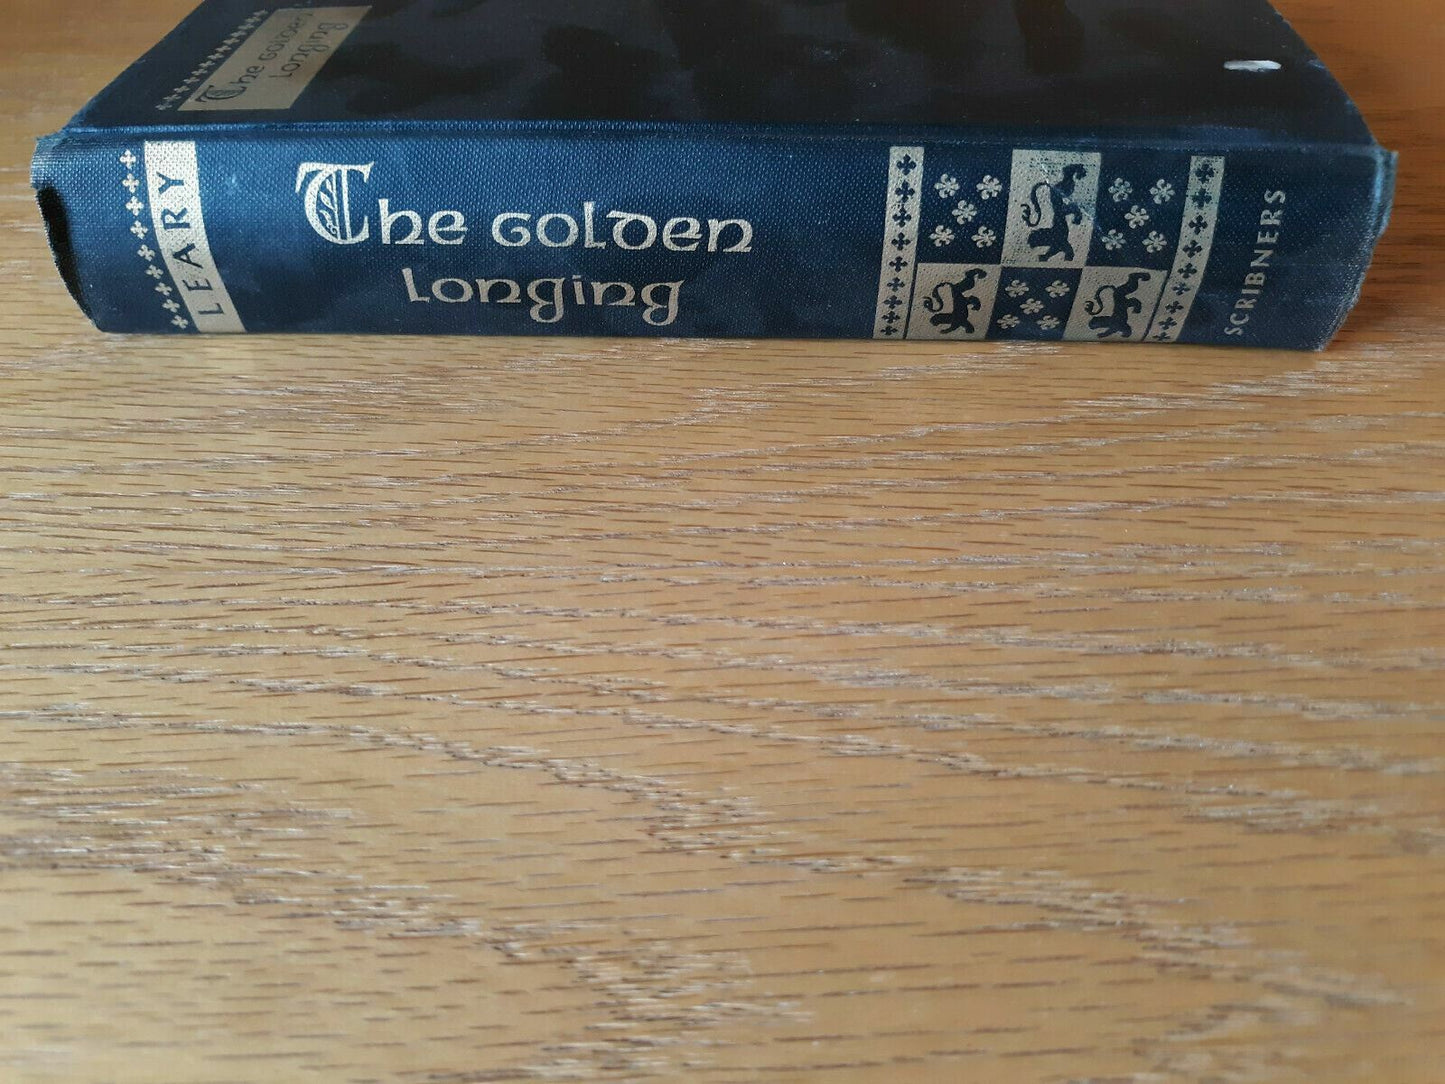 The Golden
Longing
LEARY
The Golden
Longing
SCRIBNERS